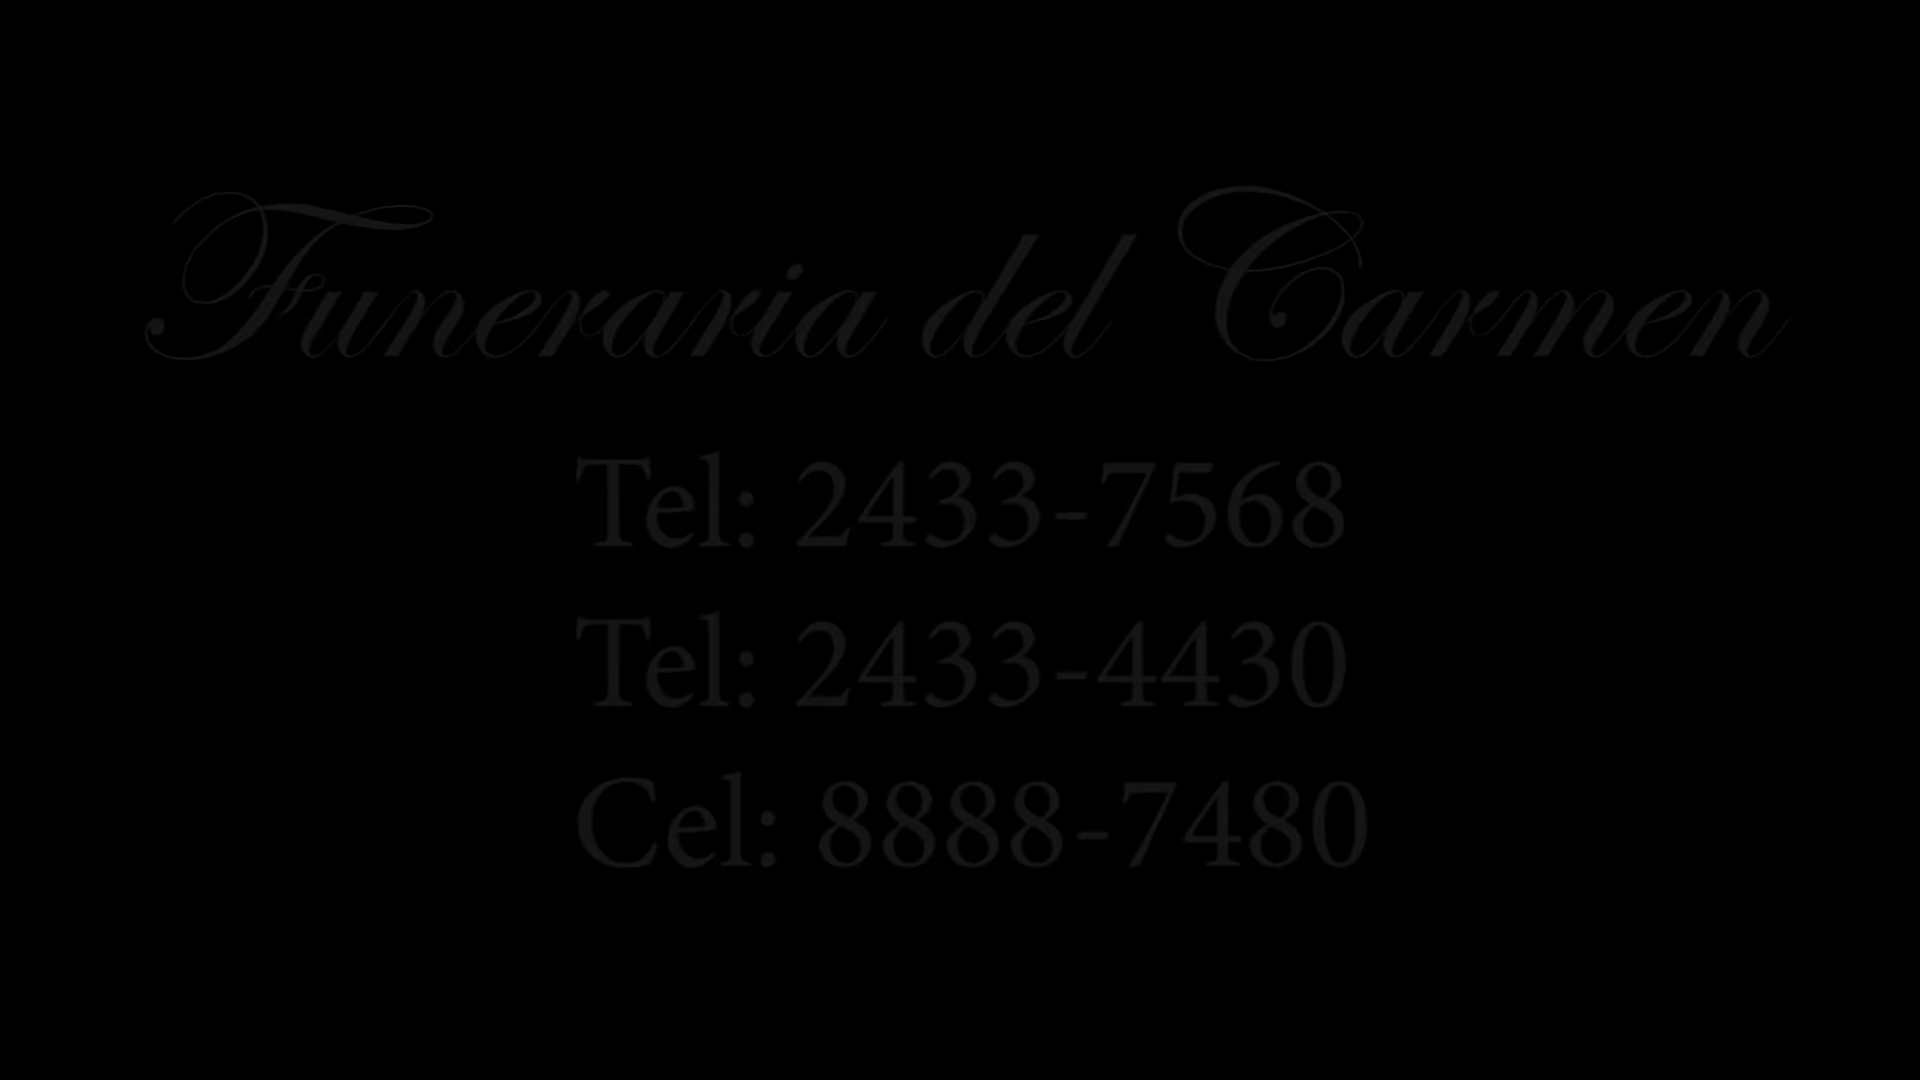 Funeraria del Carmen
Tel: 2433-7568
Tel: 2433-4430
Cel: 8888-7480